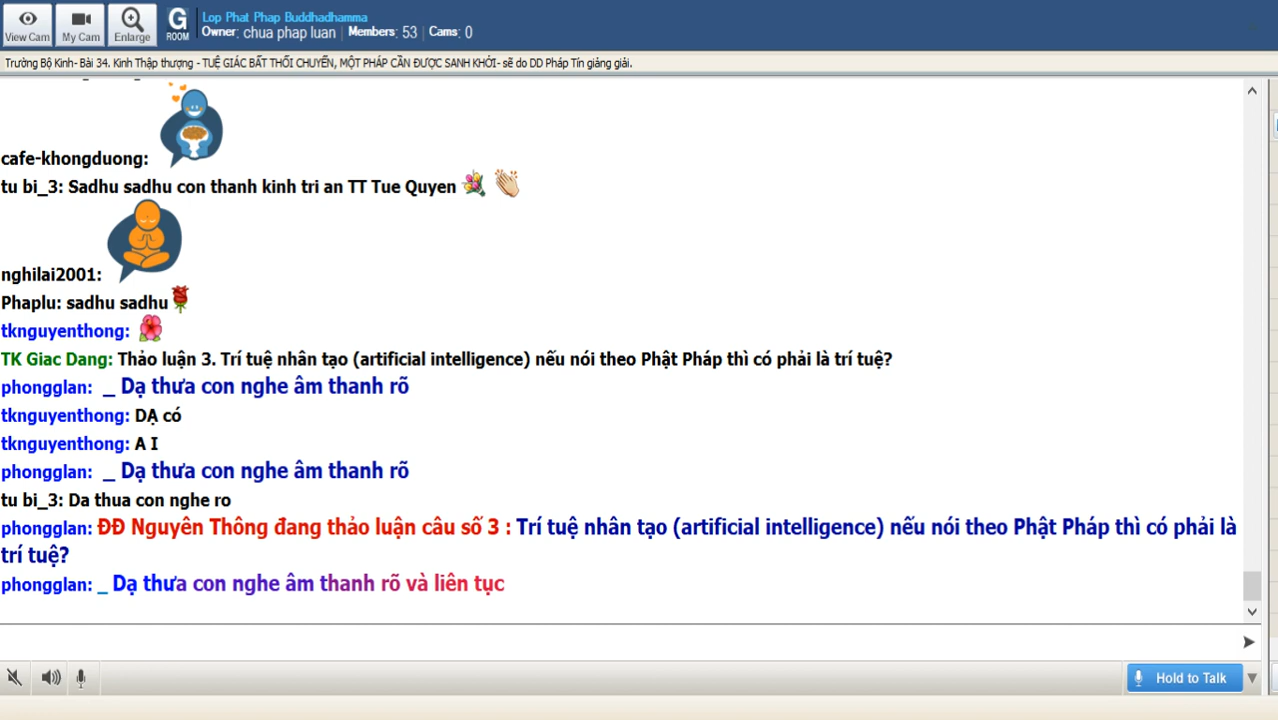 View Cam
My Cam
Enlarge
G
ROOM
Lop Phat Phap Buddhadhamma
Owner: chua phap luan | Members: 53 | Cams: 0
Trường Bộ Kinh- Bài 34. Kinh Thập thượng - TUỆ GIÁC BẤT THỐI CHUYỂN, MỘT PHÁP CẦN ĐƯỢC SANH KHỞI- sẽ do DD Pháp Tín giảng giải.
cafe-khongduong:
tu bi_3: Sadhu sadhu con thanh kinh tri an TT Tue Quyen
nghilai2001:
Phaplu: sadhu sadhu
tknguyenthong:
TK Giac Dang: Thảo luận 3. Trí tuệ nhân tạo (artificial intelligence) nếu nói theo Phật Pháp thì có phải là trí tuệ?
phongglan: _ Dạ thưa con nghe âm thanh rõ
tknguyenthong: DẠ có
tknguyenthong: A I
phongglan: _ Dạ thưa con nghe âm thanh rõ
tu bi_3: Da thua con nghe ro
phongglan: ĐĐ Nguyên Thông đang thảo luận câu số 3 : Trí tuệ nhân tạo (artificial intelligence) nếu nói theo Phật Pháp thì có phải là
trí tuệ?
phongglan: _ Dạ thưa con nghe âm thanh rõ và liên tục
Hold to Talk